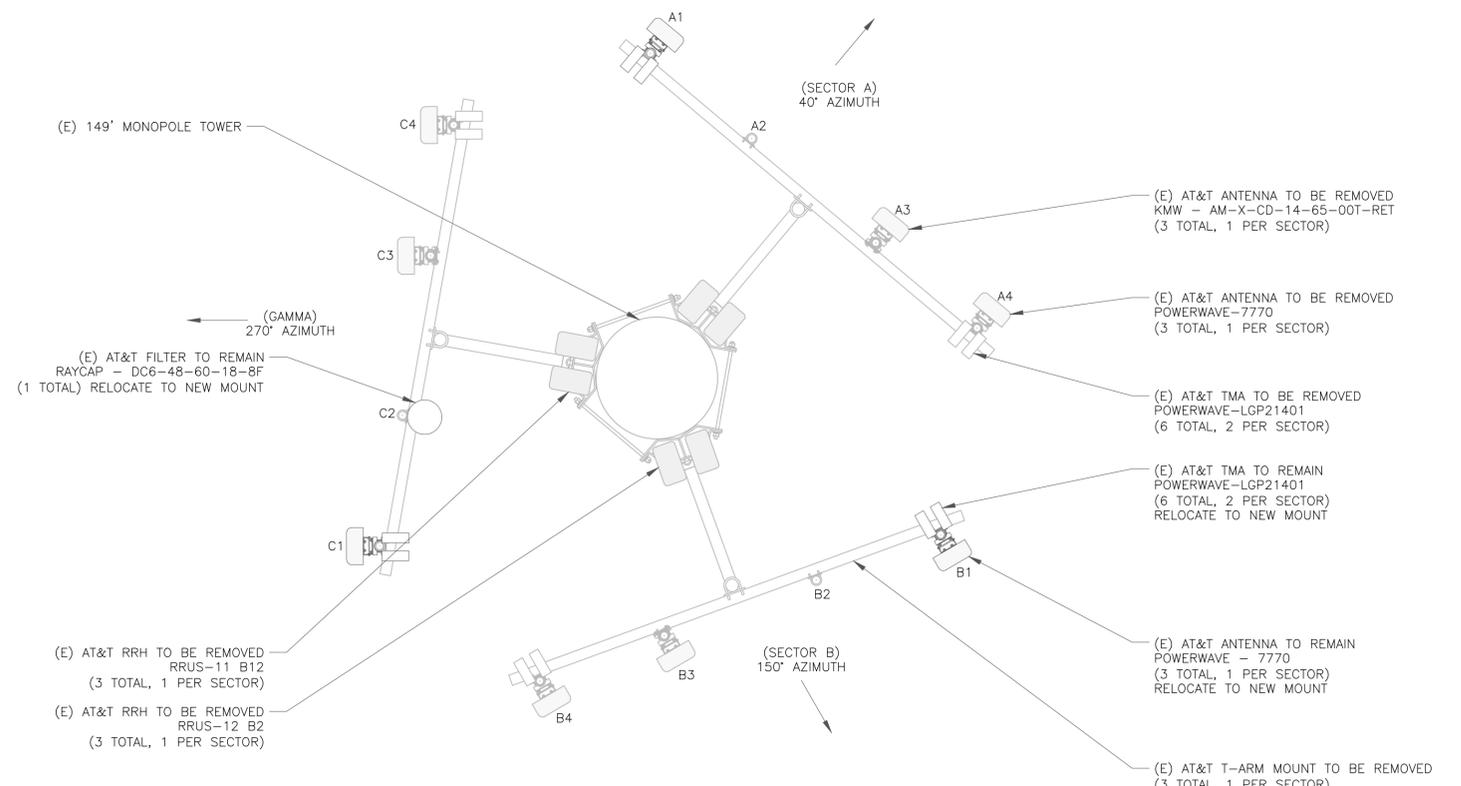 A1
(SECTOR A)
40° AZIMUTH
C4
(E) 149' MONOPOLE TOWER
A2
(E) AT&T ANTENNA TO BE REMOVED
KMW – AM-X-CD-14-65-00T-RET
(3 TOTAL, 1 PER SECTOR)
A3
C3
A4
(E) AT&T ANTENNA TO BE REMOVED
POWERWAVE-7770
(3 TOTAL, 1 PER SECTOR)
(GAMMA)
270° AZIMUTH
(E) AT&T FILTER TO REMAIN
RAYCAP – DC6-48-60-18-8F
(1 TOTAL) RELOCATE TO NEW MOUNT
(E) AT&T TMA TO BE REMOVED
POWERWAVE-LGP21401
(6 TOTAL, 2 PER SECTOR)
C2
(E) AT&T TMA TO REMAIN
POWERWAVE-LGP21401
(6 TOTAL, 2 PER SECTOR)
RELOCATE TO NEW MOUNT
C1
B1
B2
(E) AT&T RRH TO BE REMOVED
RRUS-11 B12
(3 TOTAL, 1 PER SECTOR)
(SECTOR B)
150° AZIMUTH
(E) AT&T ANTENNA TO REMAIN
POWERWAVE – 7770
(3 TOTAL, 1 PER SECTOR)
RELOCATE TO NEW MOUNT
B3
B4
(E) AT&T RRH TO BE REMOVED
RRUS-12 B2
(3 TOTAL, 1 PER SECTOR)
(E) AT&T T-ARM MOUNT TO BE REMOVED
(3 TOTAL, 1 PER SECTOR)